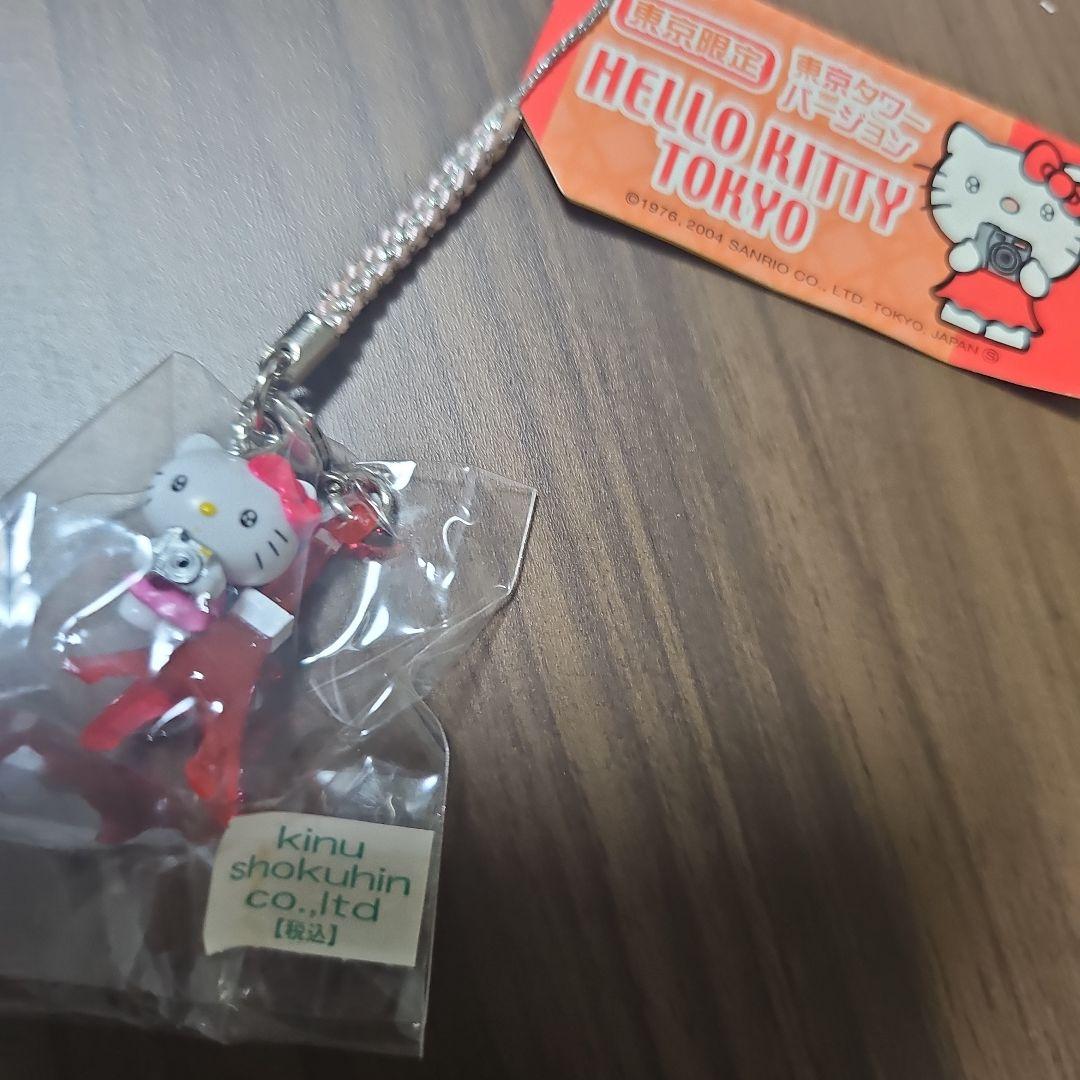 東京限定
東京タワー
バージョン
HELLO KITTY
TOKYO
©1976, 2004 SANRIO CO., LTD. TOKYO, JAPAN Ⓢ
kinu
shokuhin
co.,ltd
【税込】